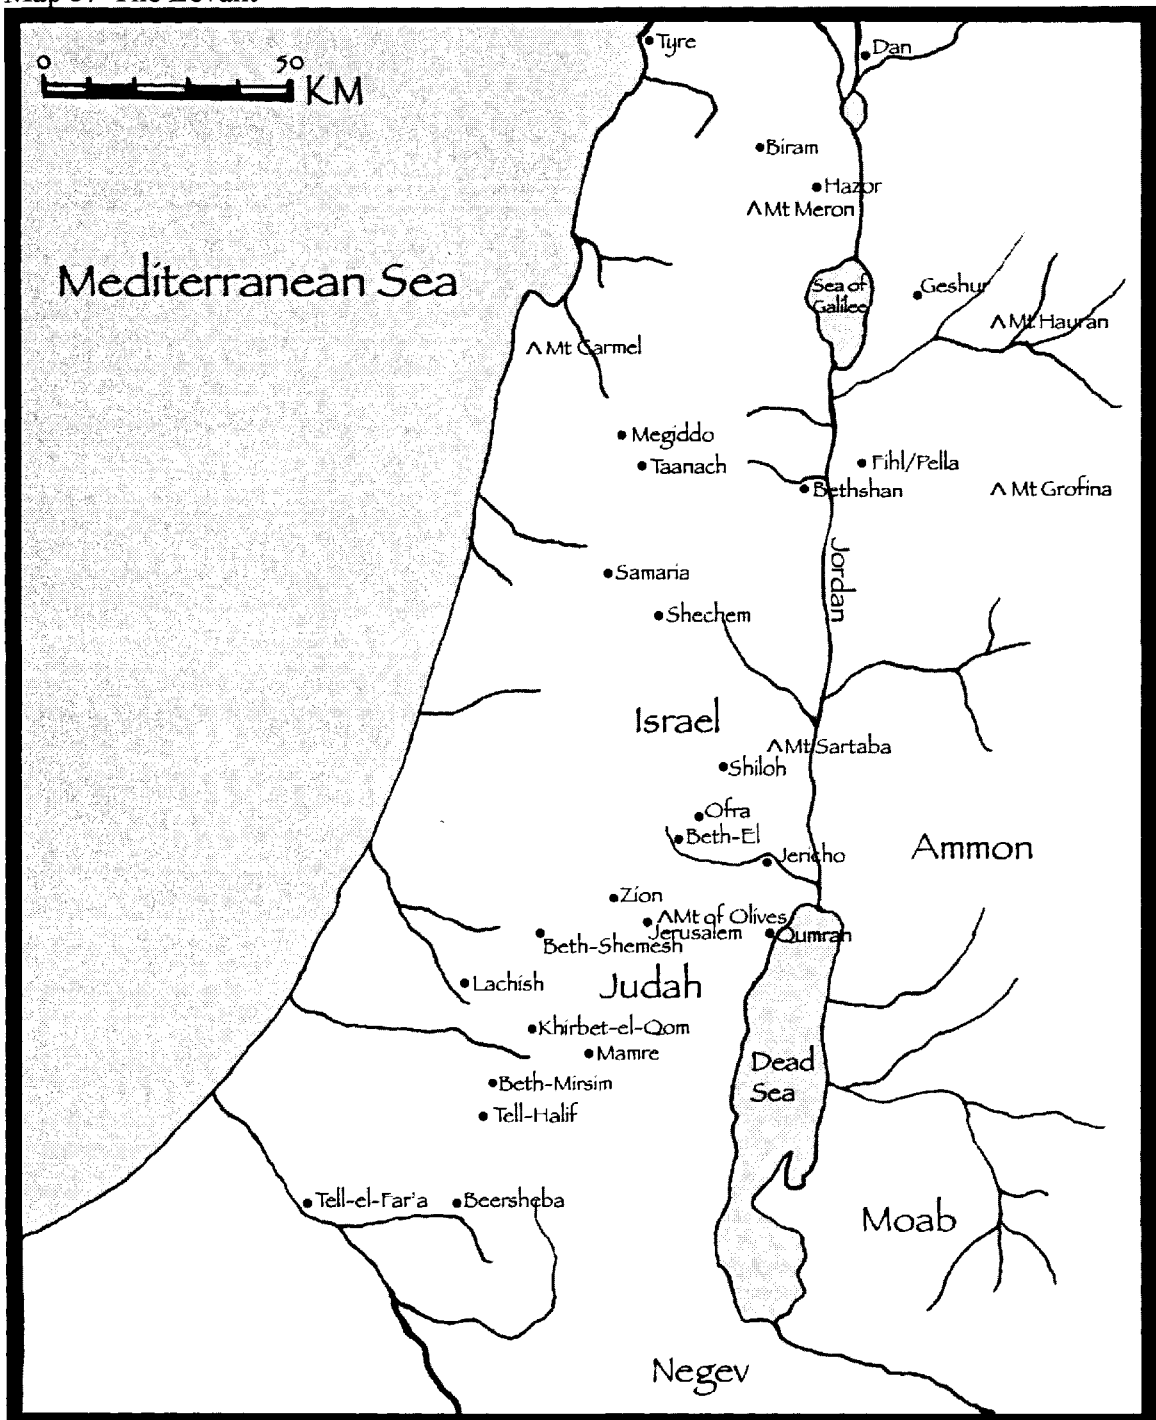 Tyre
Dan
0 50
KM
Biram
Hazor
Mt Meron
Mediterranean Sea
Sea of
Galilee
Geshur
Mt Hauran
Mt Carmel
Megiddo
Taanach
Fihl/Pella
Bethshan
Mt Grofina
Jordan
Samaria
Shechem
Israel
Mt Sartaba
Shiloh
Ofra
Beth-El
Jericho
Ammon
Zion
Mt of Olives
Jerusalem
Qumran
Beth-Shemesh
Lachish
Judah
Khirbet-el-Qom
Mamre
Dead
Sea
Beth-Mirsim
Tell-Halif
Tell-el-Far'a
Beersheba
Moab
Negev